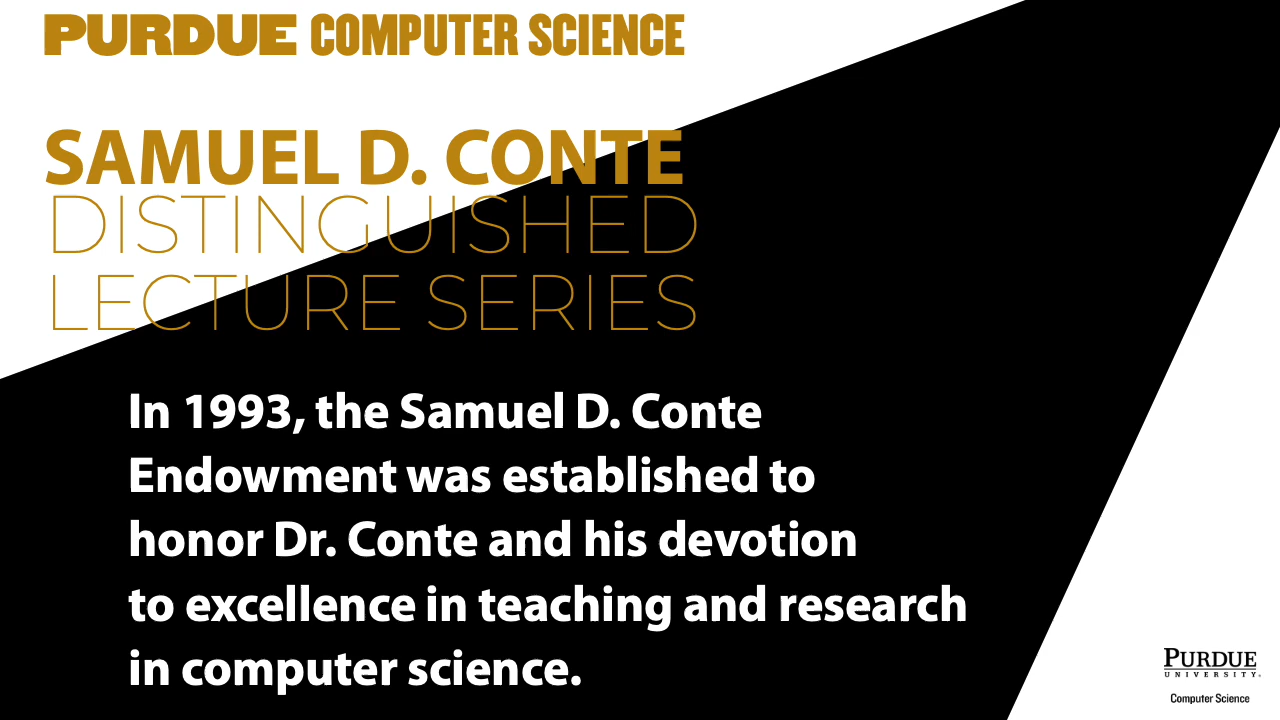 PURDUE COMPUTER SCIENCE
SAMUEL D. CONTE
DISTINGUISHED
LECTURE SERIES
In 1993, the Samuel D. Conte
Endowment was established to
honor Dr. Conte and his devotion
to excellence in teaching and research
in computer science.
PURDUE
UNIVERSITY®
Computer Science